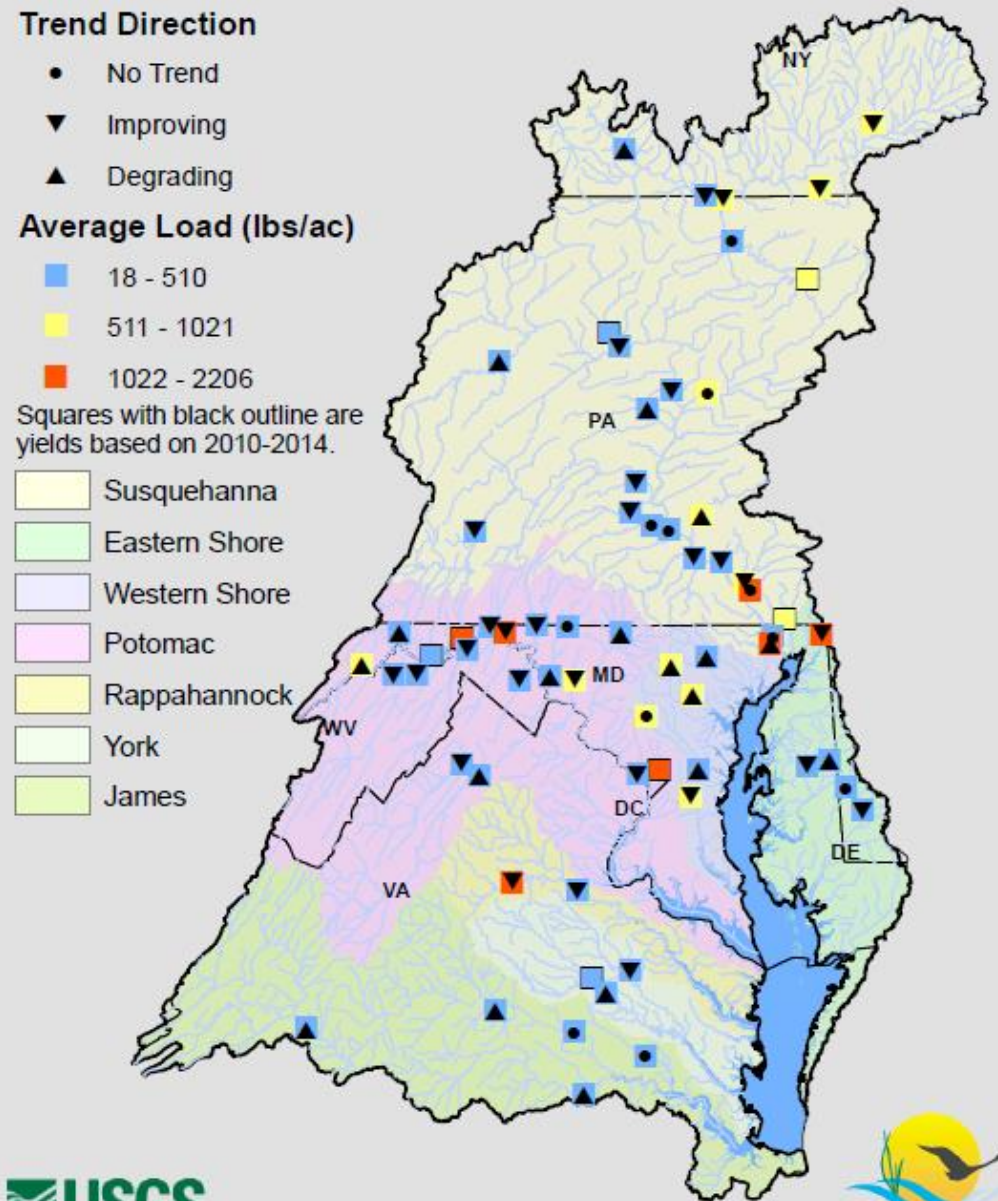 Trend Direction
No Trend
Improving
Degrading
Average Load (lbs/ac)
18 - 510
511 - 1021
1022 - 2206
Squares with black outline are
yields based on 2010-2014.
Susquehanna
Eastern Shore
Western Shore
Potomac
Rappahannock
York
James
NY
PA
MD
WV
DC
DE
VA
USGS